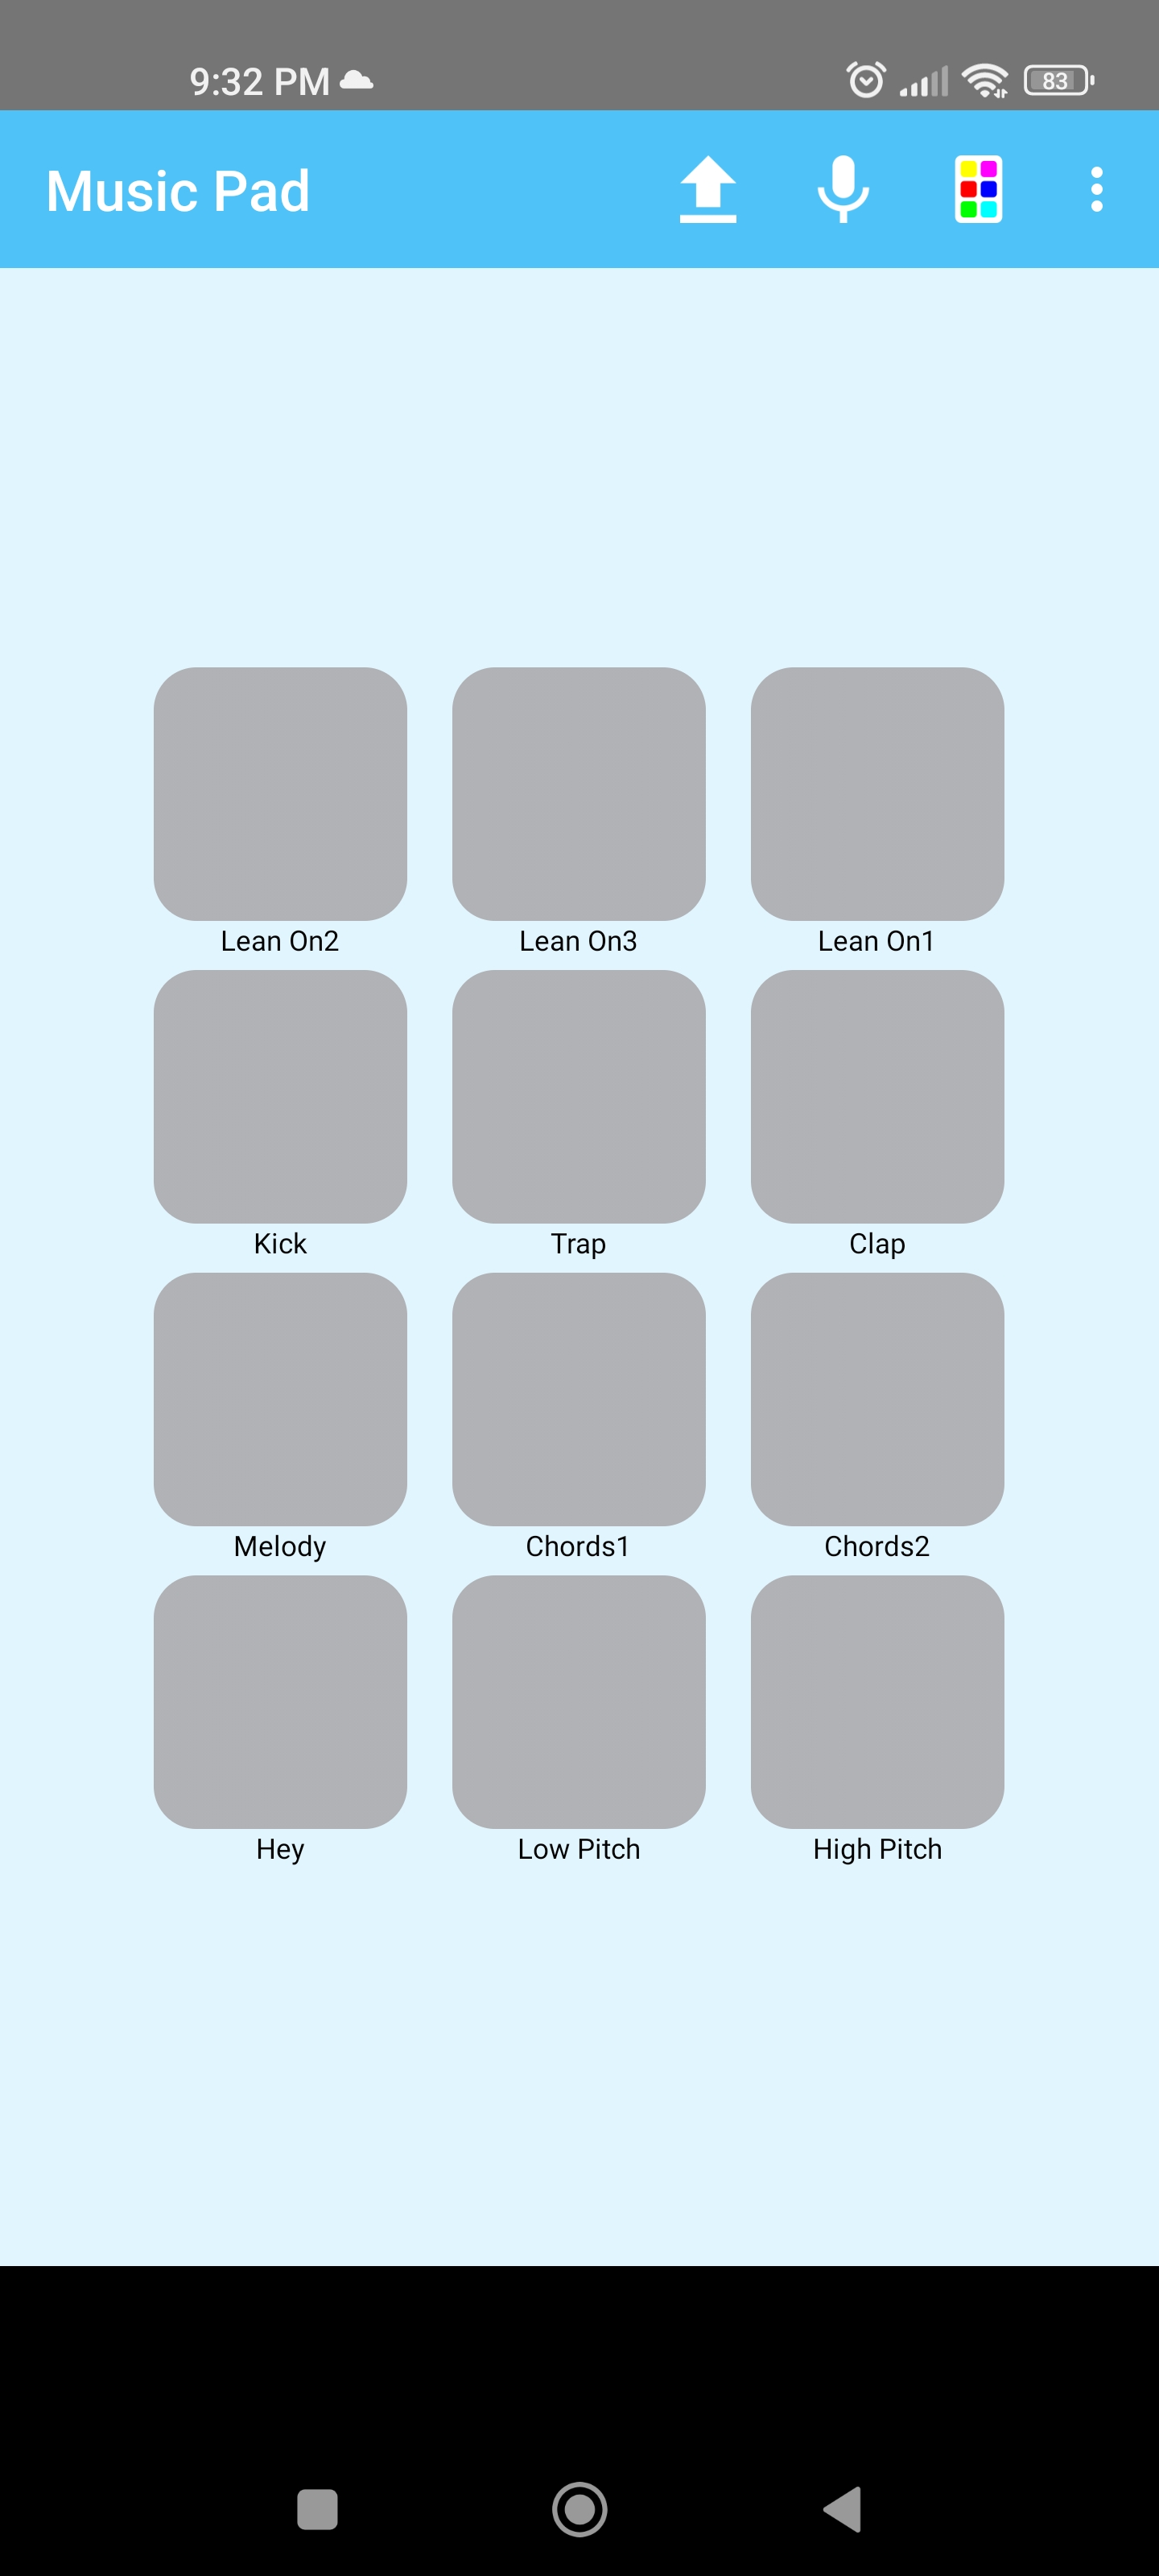 9:32 PM
83
Music Pad
Lean On2 Lean On3 Lean On1
Kick Trap Clap
Melody Chords1 Chords2
Hey Low Pitch High Pitch